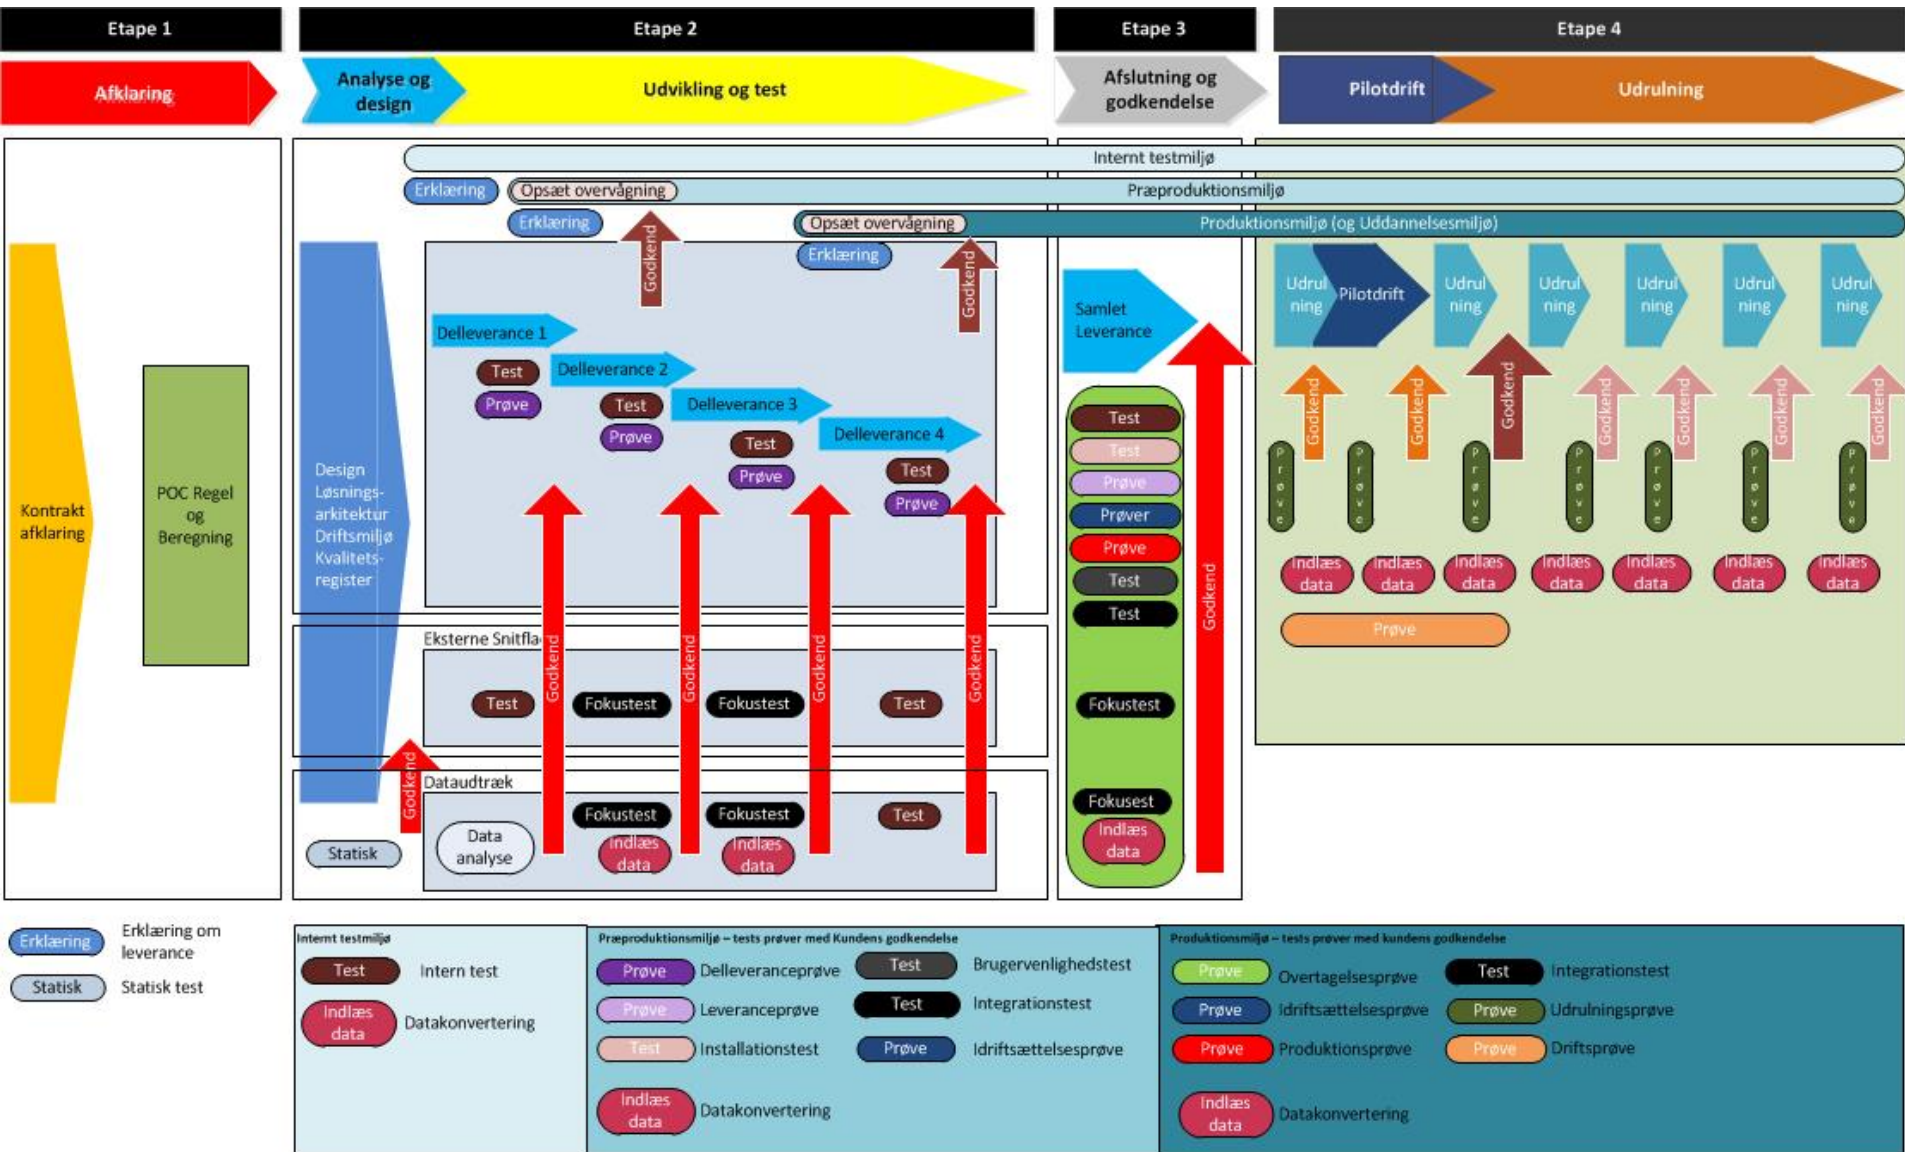 Etape 1
Etape 2
Etape 3
Etape 4
Afklaring
Analyse og
design
Udvikling og test
Afslutning og
godkendelse
Pilotdrift
Udrulning
Internt testmiljø
Erklæring
Opsæt overvågning
Præproduktionsmiljø
Erklæring
Opsæt overvågning
Produktionsmiljø (og Uddannelsesmiljø)
Erklæring
Godkend
Godkend
Kontrakt
afklaring
POC Regel
og
Beregning
Design
Løsnings-
arkitektur
Driftsmiljø
Kvalitets-
register
Delleverance 1
Test
Prøve
Delleverance 2
Test
Prøve
Delleverance 3
Test
Prøve
Delleverance 4
Test
Prøve
Godkend
Godkend
Godkend
Godkend
Eksterne Snitfla
Test
Fokustest
Fokustest
Test
Godkend
Dataudtræk
Statisk
Data
analyse
Fokustest
Indlæs
data
Fokustest
Indlæs
data
Test
Samlet
Leverance
Test
Test
Prøve
Prøver
Prøve
Test
Test
Fokustest
Fokusest
Indlæs
data
Godkend
Udrul
ning
Pilotdrift
Udrul
ning
Udrul
ning
Udrul
ning
Udrul
ning
Udrul
ning
Godkend
Godkend
Godkend
Godkend
Godkend
Godkend
Godkend
Prøve
Prøve
Prøve
Prøve
Prøve
Prøve
Prøve
Indlæs
data
Indlæs
data
Indlæs
data
Indlæs
data
Indlæs
data
Indlæs
data
Indlæs
data
Prøve
Erklæring
Erklæring om
leverance
Statisk
Statisk test
Internt testmiljø
Test
Intern test
Indlæs
data
Datakonvertering
Præproduktionsmiljø – tests prøver med Kundens godkendelse
Prøve
Delleveranceprøve
Test
Brugervenlighedstest
Prøve
Leveranceprøve
Test
Integrationstest
Test
Installationstest
Prøve
Idriftsættelsesprøve
Indlæs
data
Datakonvertering
Produktionsmiljø – tests prøver med kundens godkendelse
Prøve
Overtagelsesprøve
Test
Integrationstest
Prøve
Idriftsættelsesprøve
Prøve
Udrulningsprøve
Prøve
Produktionsprøve
Prøve
Driftsprøve
Indlæs
data
Datakonvertering